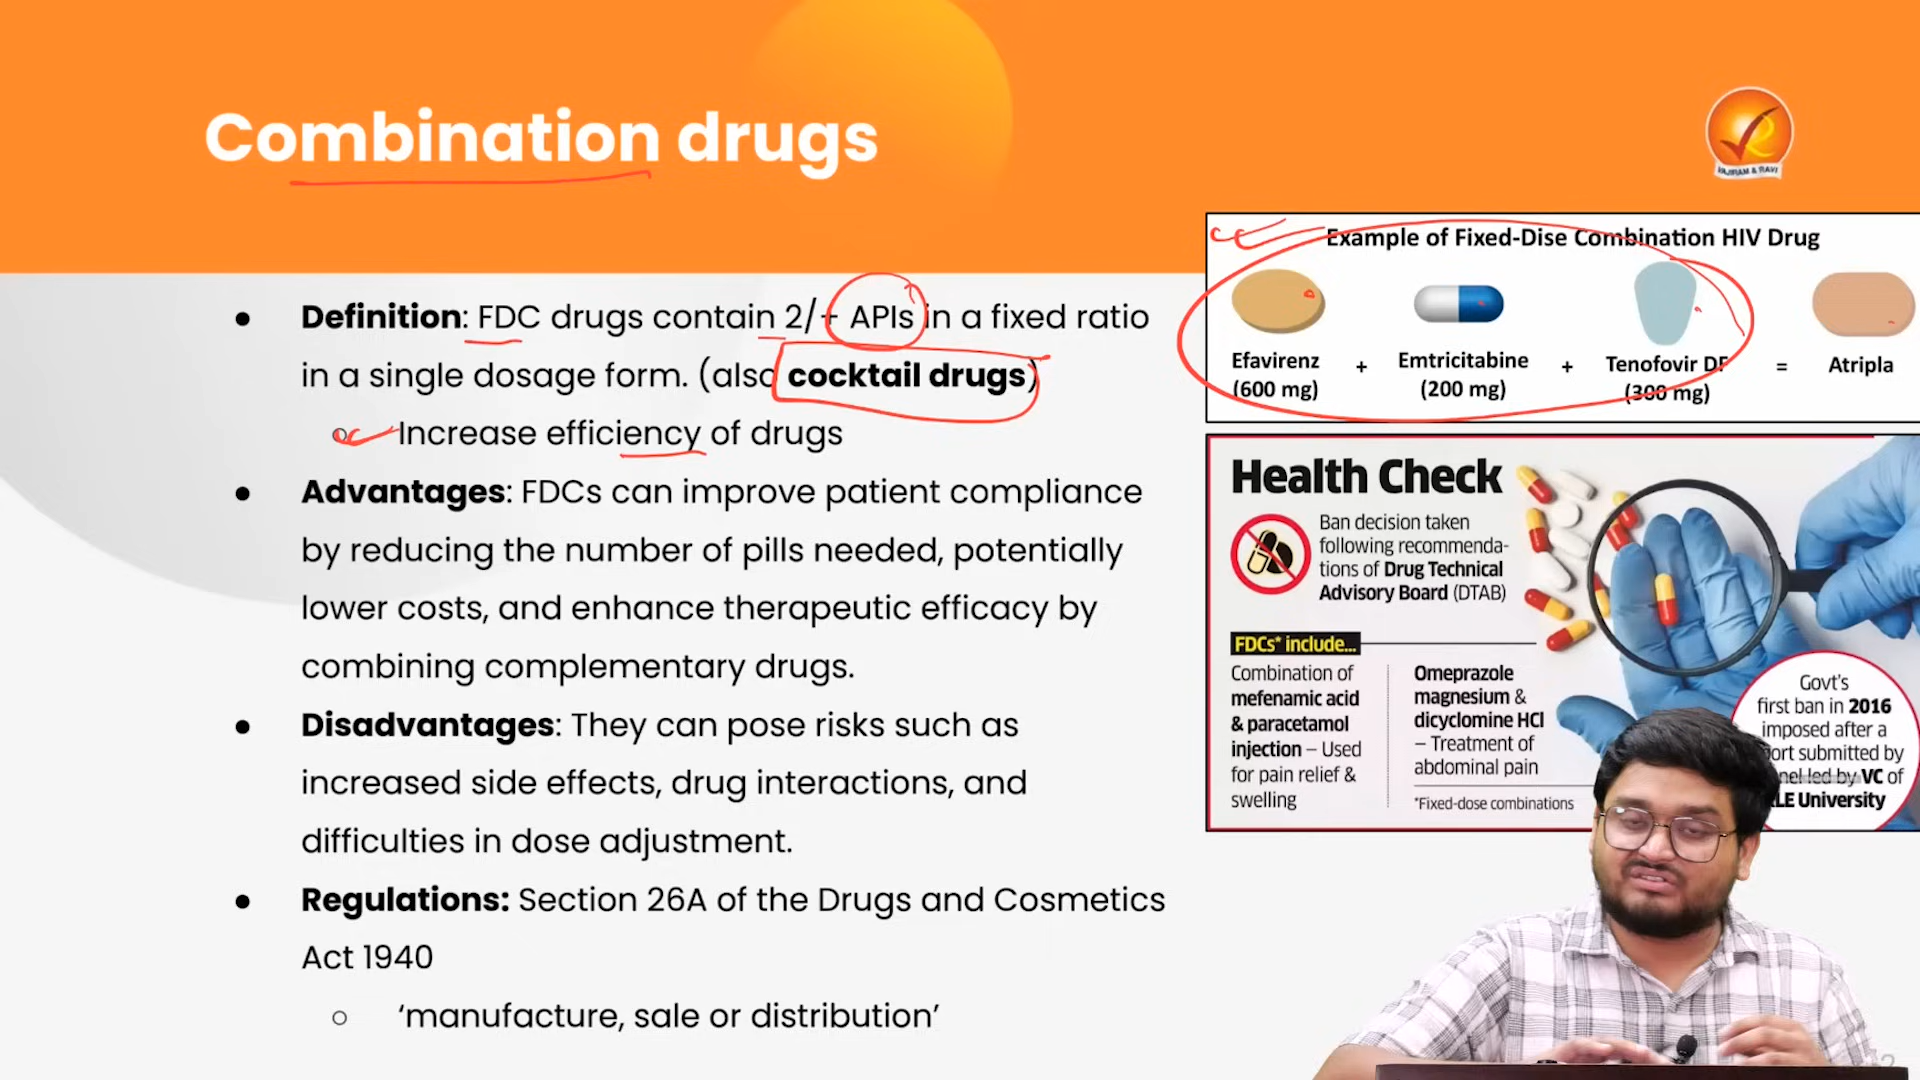 Combination drugs
VAJIRAM & RAVI
● Definition: FDC drugs contain 2/+ APIs in a fixed ratio
in a single dosage form. (also cocktail drugs)
○ Increase efficiency of drugs
● Advantages: FDCs can improve patient compliance
by reducing the number of pills needed, potentially
lower costs, and enhance therapeutic efficacy by
combining complementary drugs.
● Disadvantages: They can pose risks such as
increased side effects, drug interactions, and
difficulties in dose adjustment.
● Regulations: Section 26A of the Drugs and Cosmetics
Act 1940
○ ‘manufacture, sale or distribution’
Example of Fixed-Dise Combination HIV Drug
Efavirenz + Emtricitabine + Tenofovir DF = Atripla
(600 mg) (200 mg) (300 mg)
Health Check
Ban decision taken
following recommenda-
tions of Drug Technical
Advisory Board (DTAB)
FDCs* include...
Combination of
mefenamic acid
& paracetamol
injection – Used
for pain relief &
swelling
Omeprazole
magnesium &
dicyclomine HCl
– Treatment of
abdominal pain
*Fixed-dose combinations
Govt's
first ban in 2016
imposed after a
submitted by
led by VC of
University